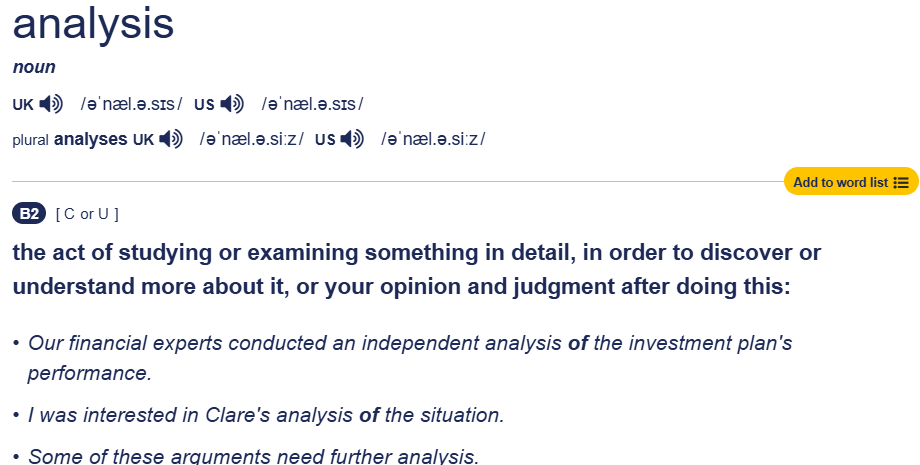 analysis
noun
UK /əˈnæl.ə.sɪs/ US /əˈnæl.ə.sɪs/
plural analyses UK /əˈnæl.ə.siːz/ US /əˈnæl.ə.siːz/
Add to word list
B2 [ C or U ]
the act of studying or examining something in detail, in order to discover or
understand more about it, or your opinion and judgment after doing this:
• Our financial experts conducted an independent analysis of the investment plan's
performance.
• I was interested in Clare's analysis of the situation.
• Some of these arguments need further analysis.